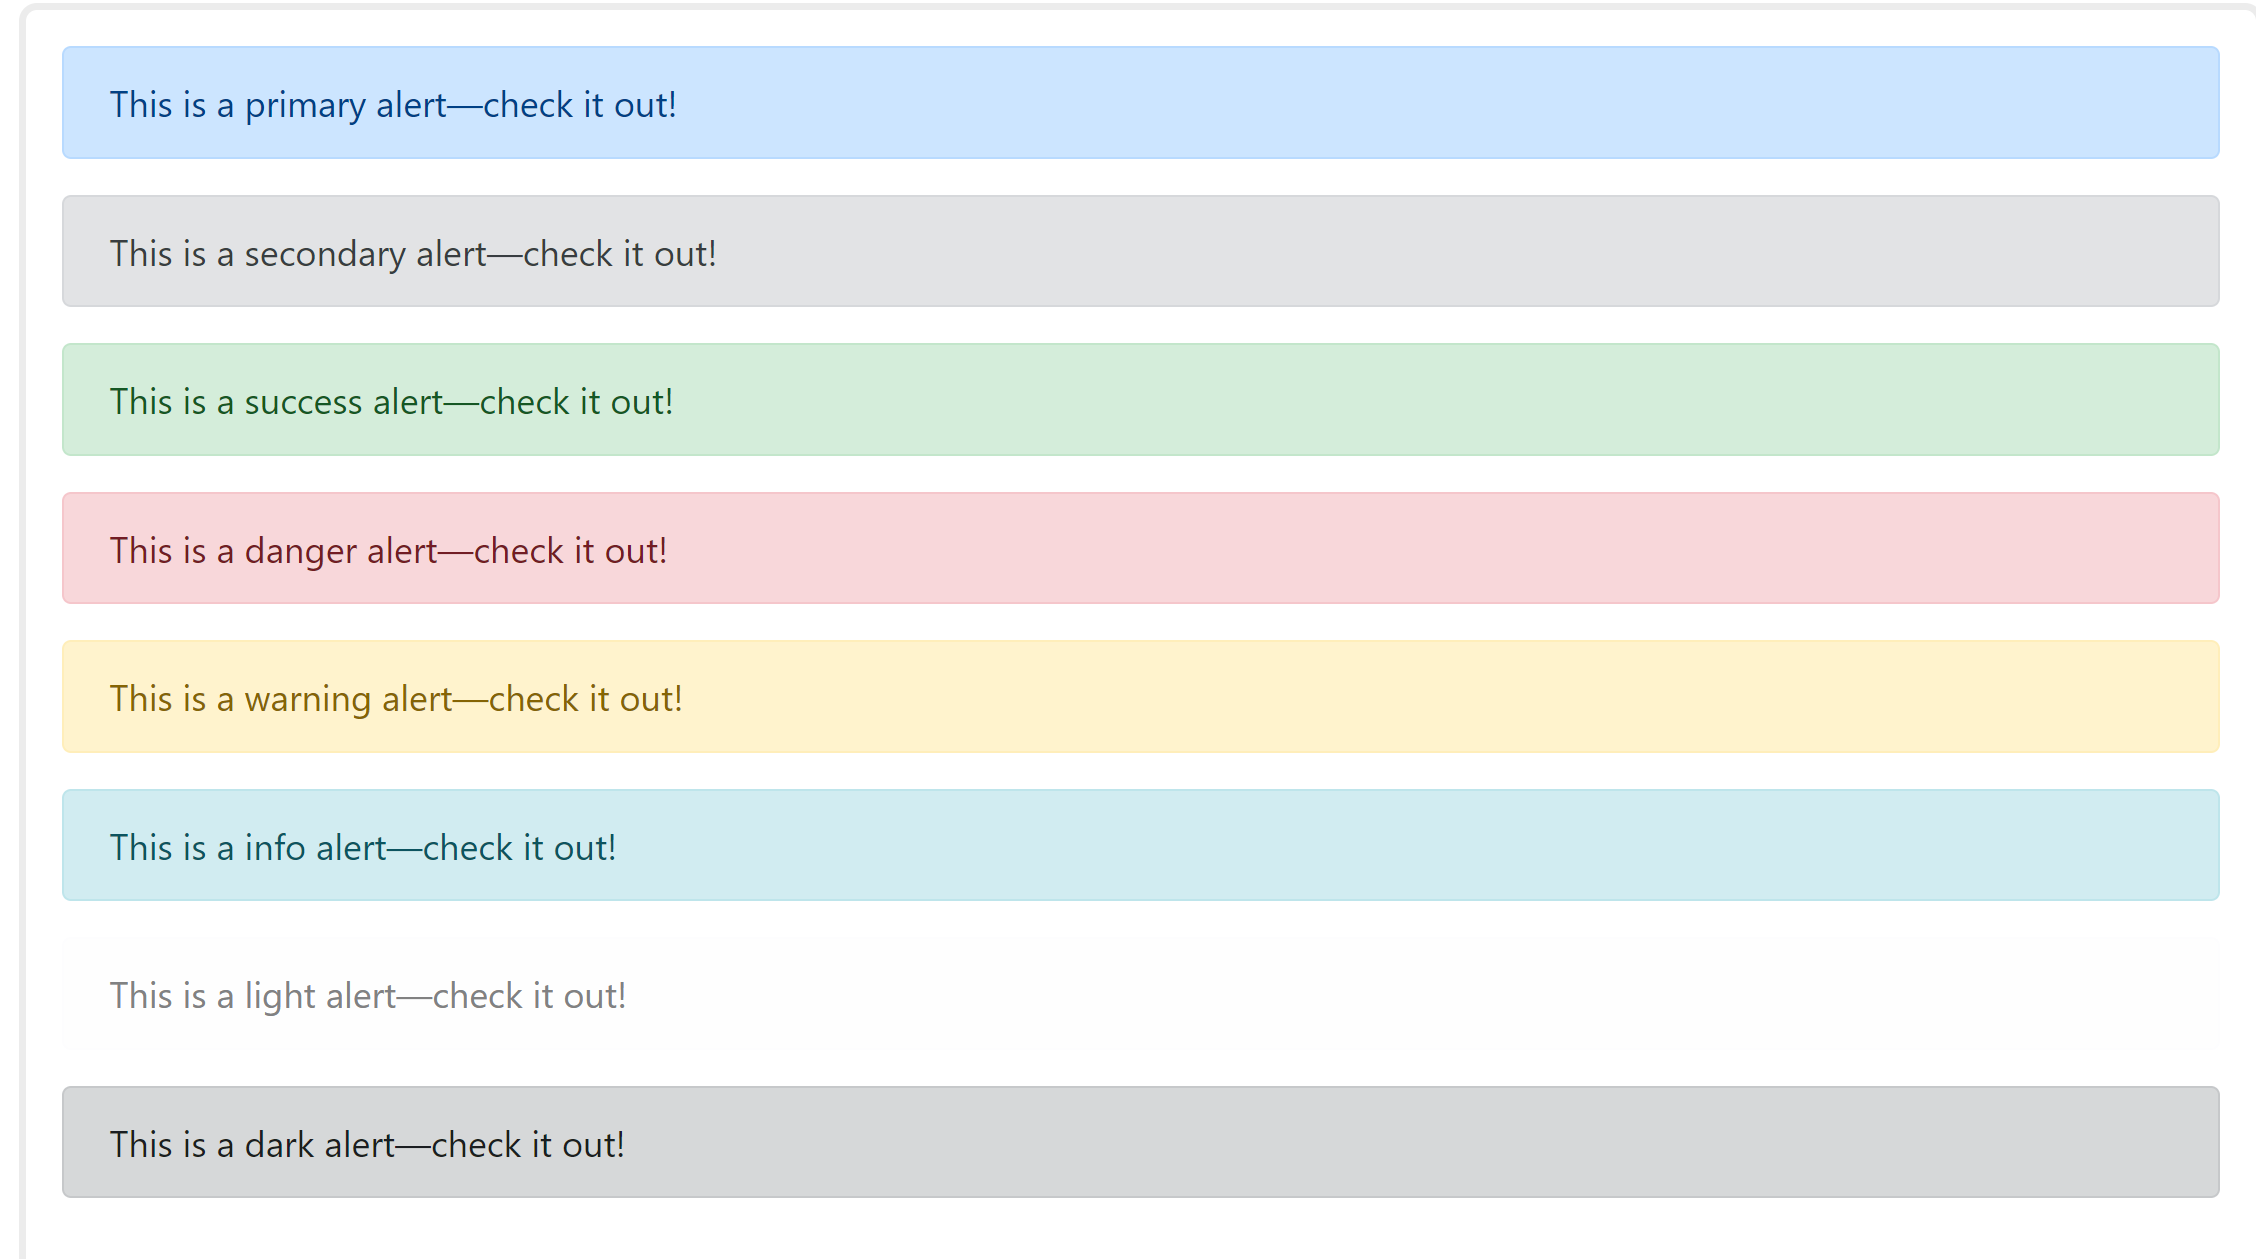 This is a primary alert—check it out!
This is a secondary alert—check it out!
This is a success alert—check it out!
This is a danger alert—check it out!
This is a warning alert—check it out!
This is a info alert—check it out!
This is a light alert—check it out!
This is a dark alert—check it out!